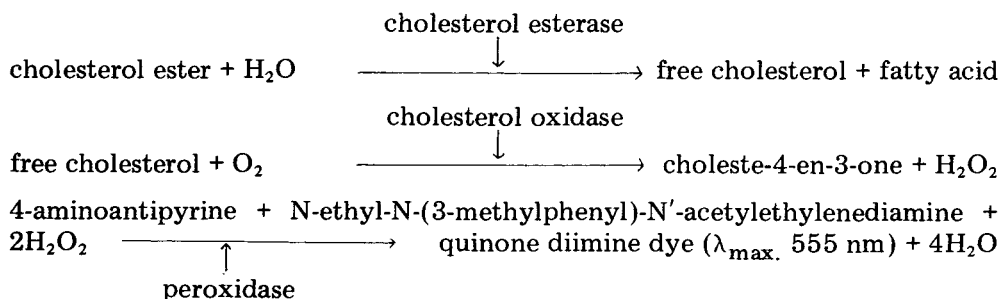 cholesterol esterase
cholesterol ester + H₂O free cholesterol + fatty acid
cholesterol oxidase
free cholesterol + O₂ choleste-4-en-3-one + H₂O₂
4-aminoantipyrine + N-ethyl-N-(3-methylphenyl)-N′-acetylethylenediamine +
2H₂O₂ quinone diimine dye (λmax. 555 nm) + 4H₂O
peroxidase